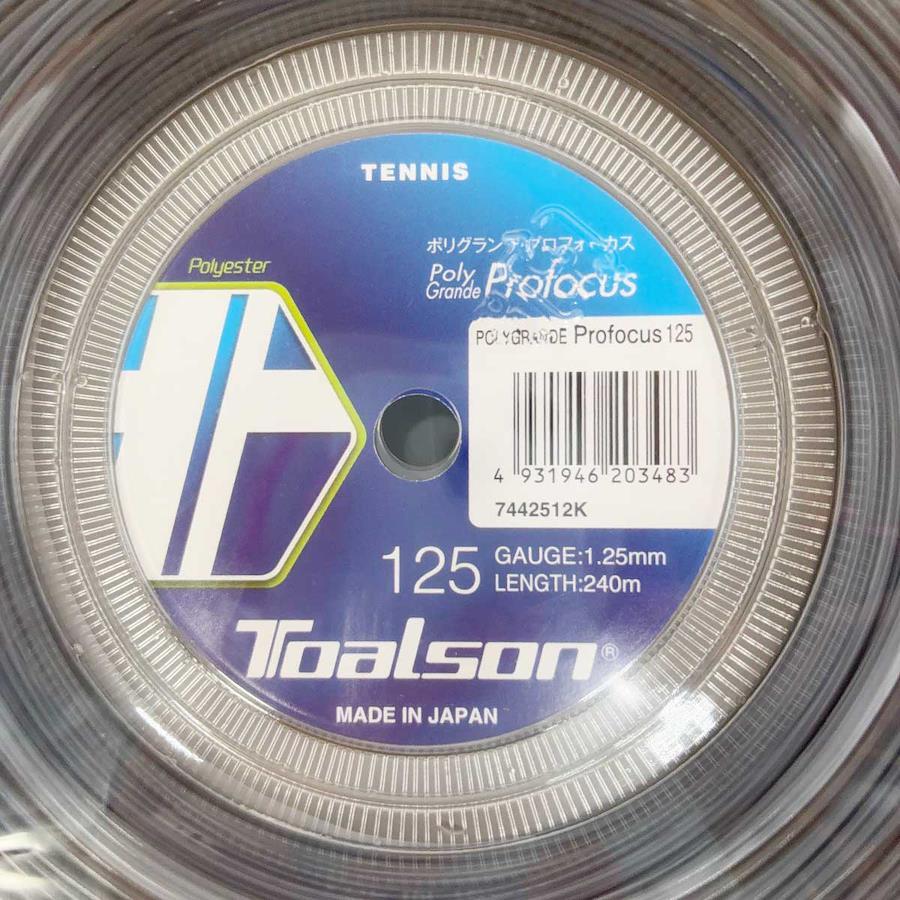 TENNIS
ポリグランデ・プロフォーカス
Polyester
Poly
Grande Profocus
POLYGRANDE Profocus 125
4 931946 203483
7442512K
125
GAUGE:1.25mm
LENGTH:240m
Toalson®
MADE IN JAPAN